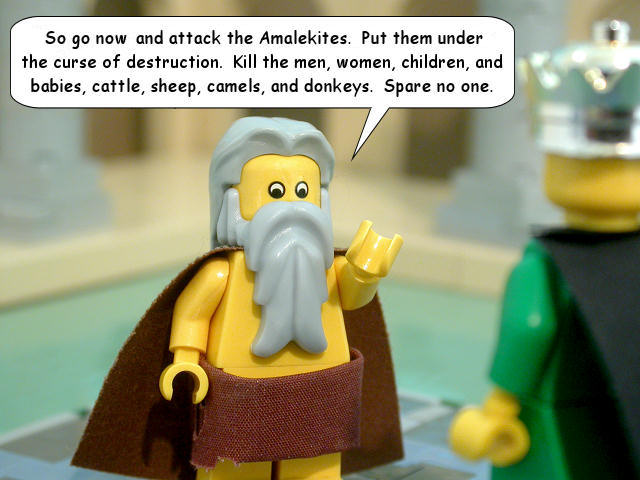 So go now and attack the Amalekites. Put them under
the curse of destruction. Kill the men, women, children, and
babies, cattle, sheep, camels, and donkeys. Spare no one.